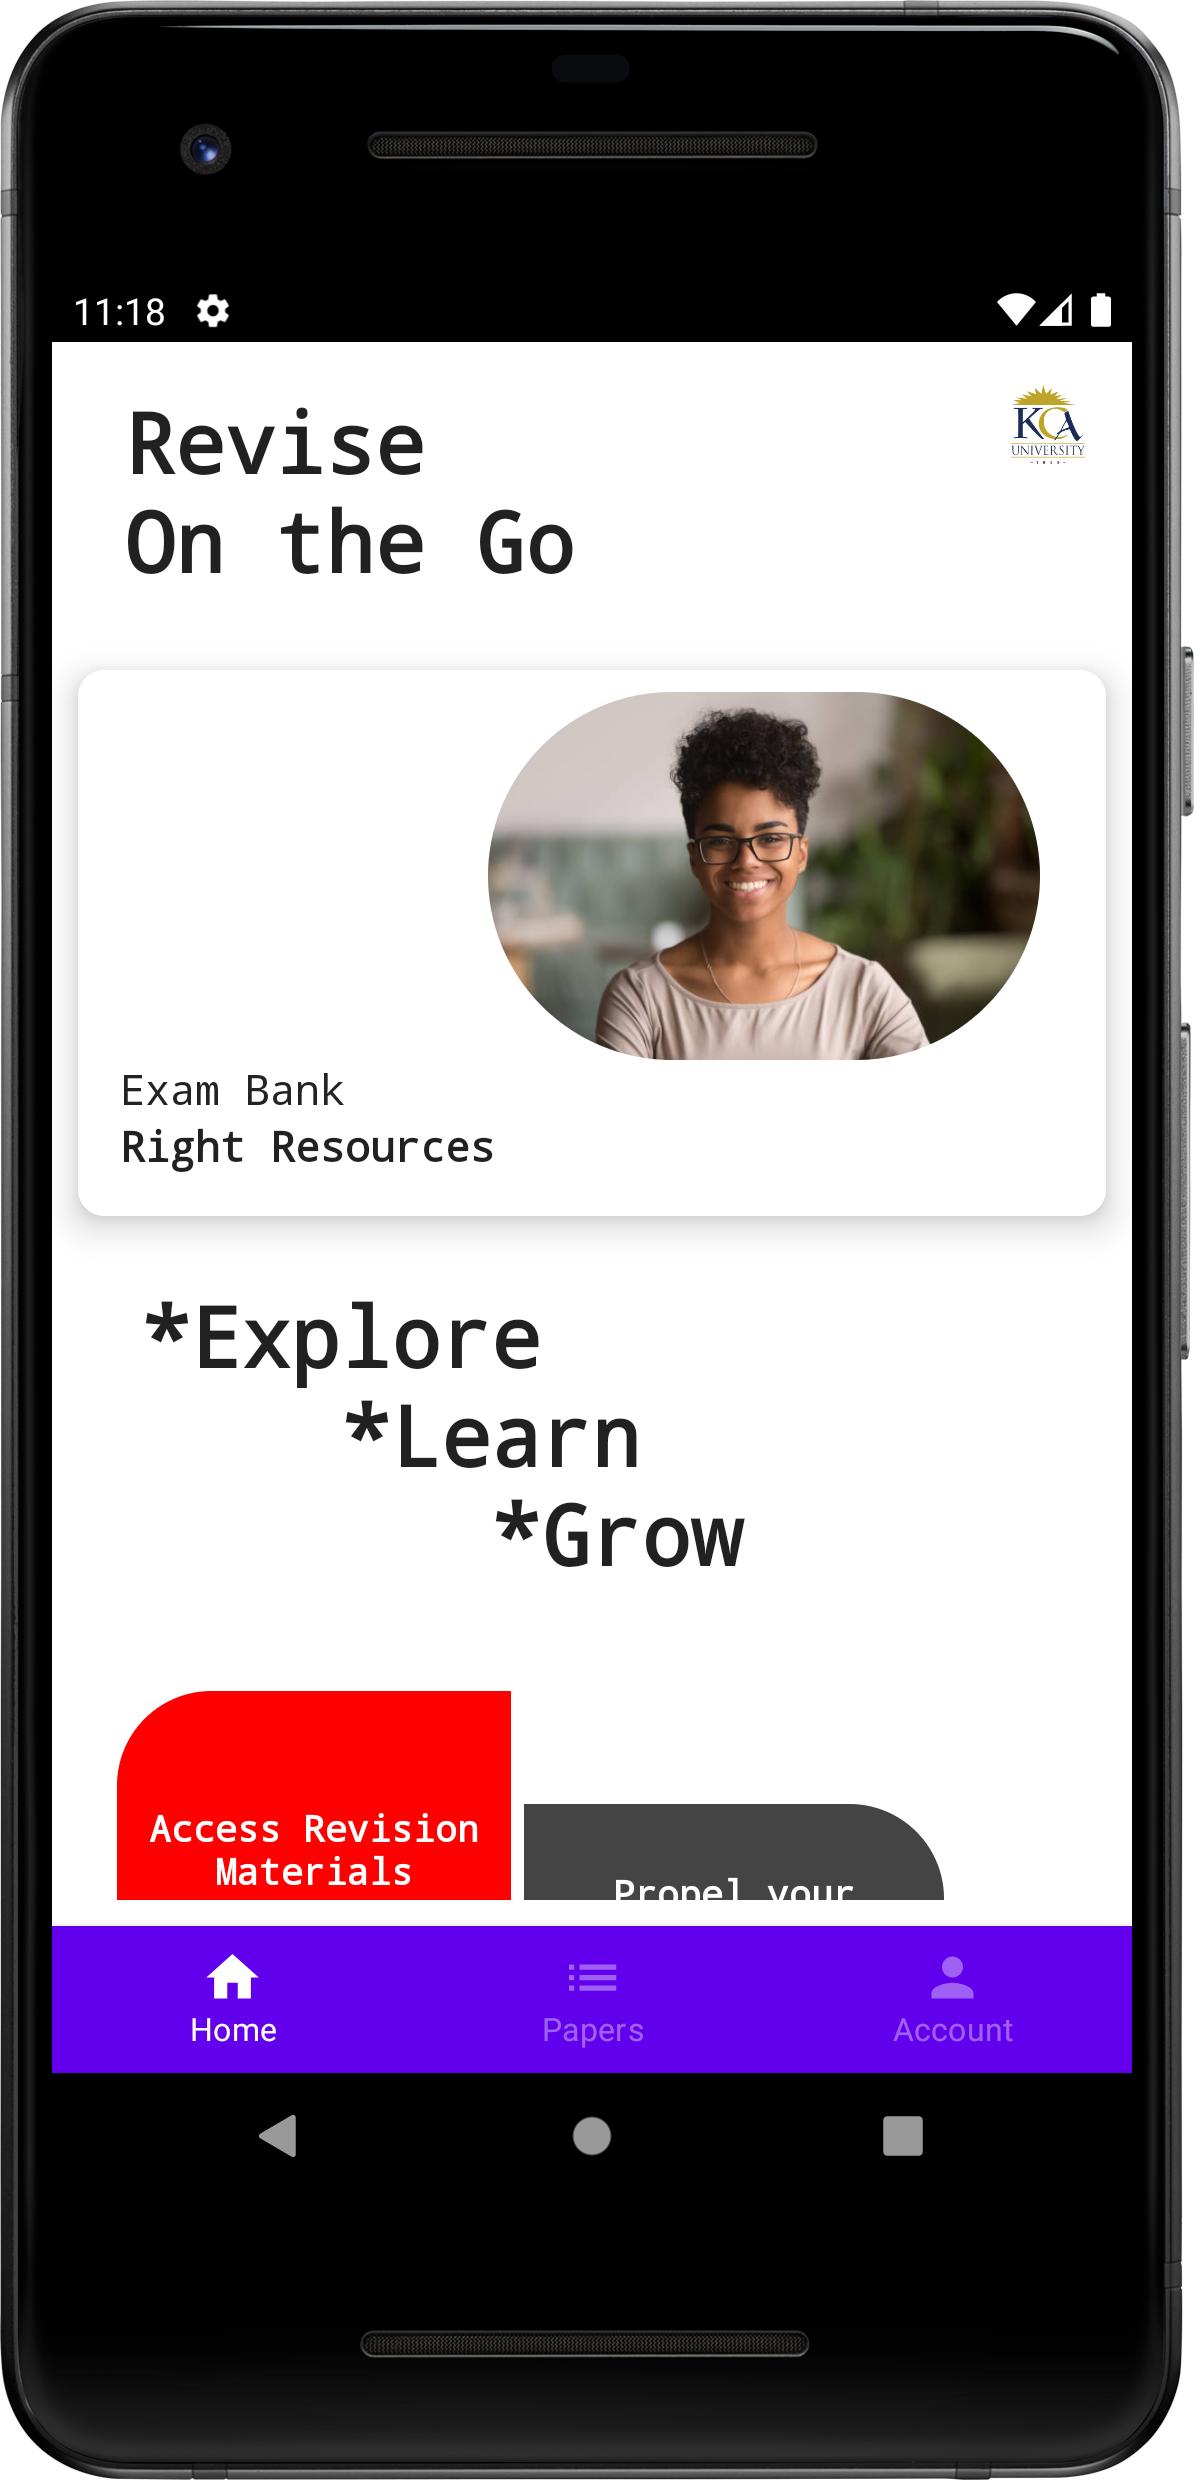 11:18
Revise
On the Go
KCA
UNIVERSITY
Exam Bank
Right Resources
*Explore
*Learn
*Grow
Access Revision
Materials
Propel your
Home
Papers
Account